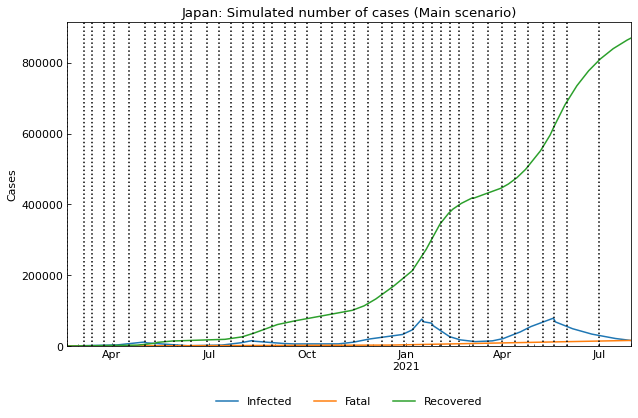 Japan: Simulated number of cases (Main scenario)
Cases
800000
600000
400000
200000
0
Apr Jul Oct Jan Apr Jul
2021
Infected Fatal Recovered